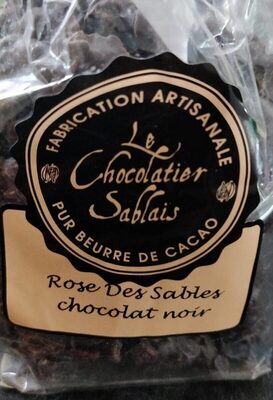 FABRICATION ARTISANALE
Le
Chocolatier
Sablais
PUR BEURRE DE CACAO
Rose Des Sables
chocolat noir